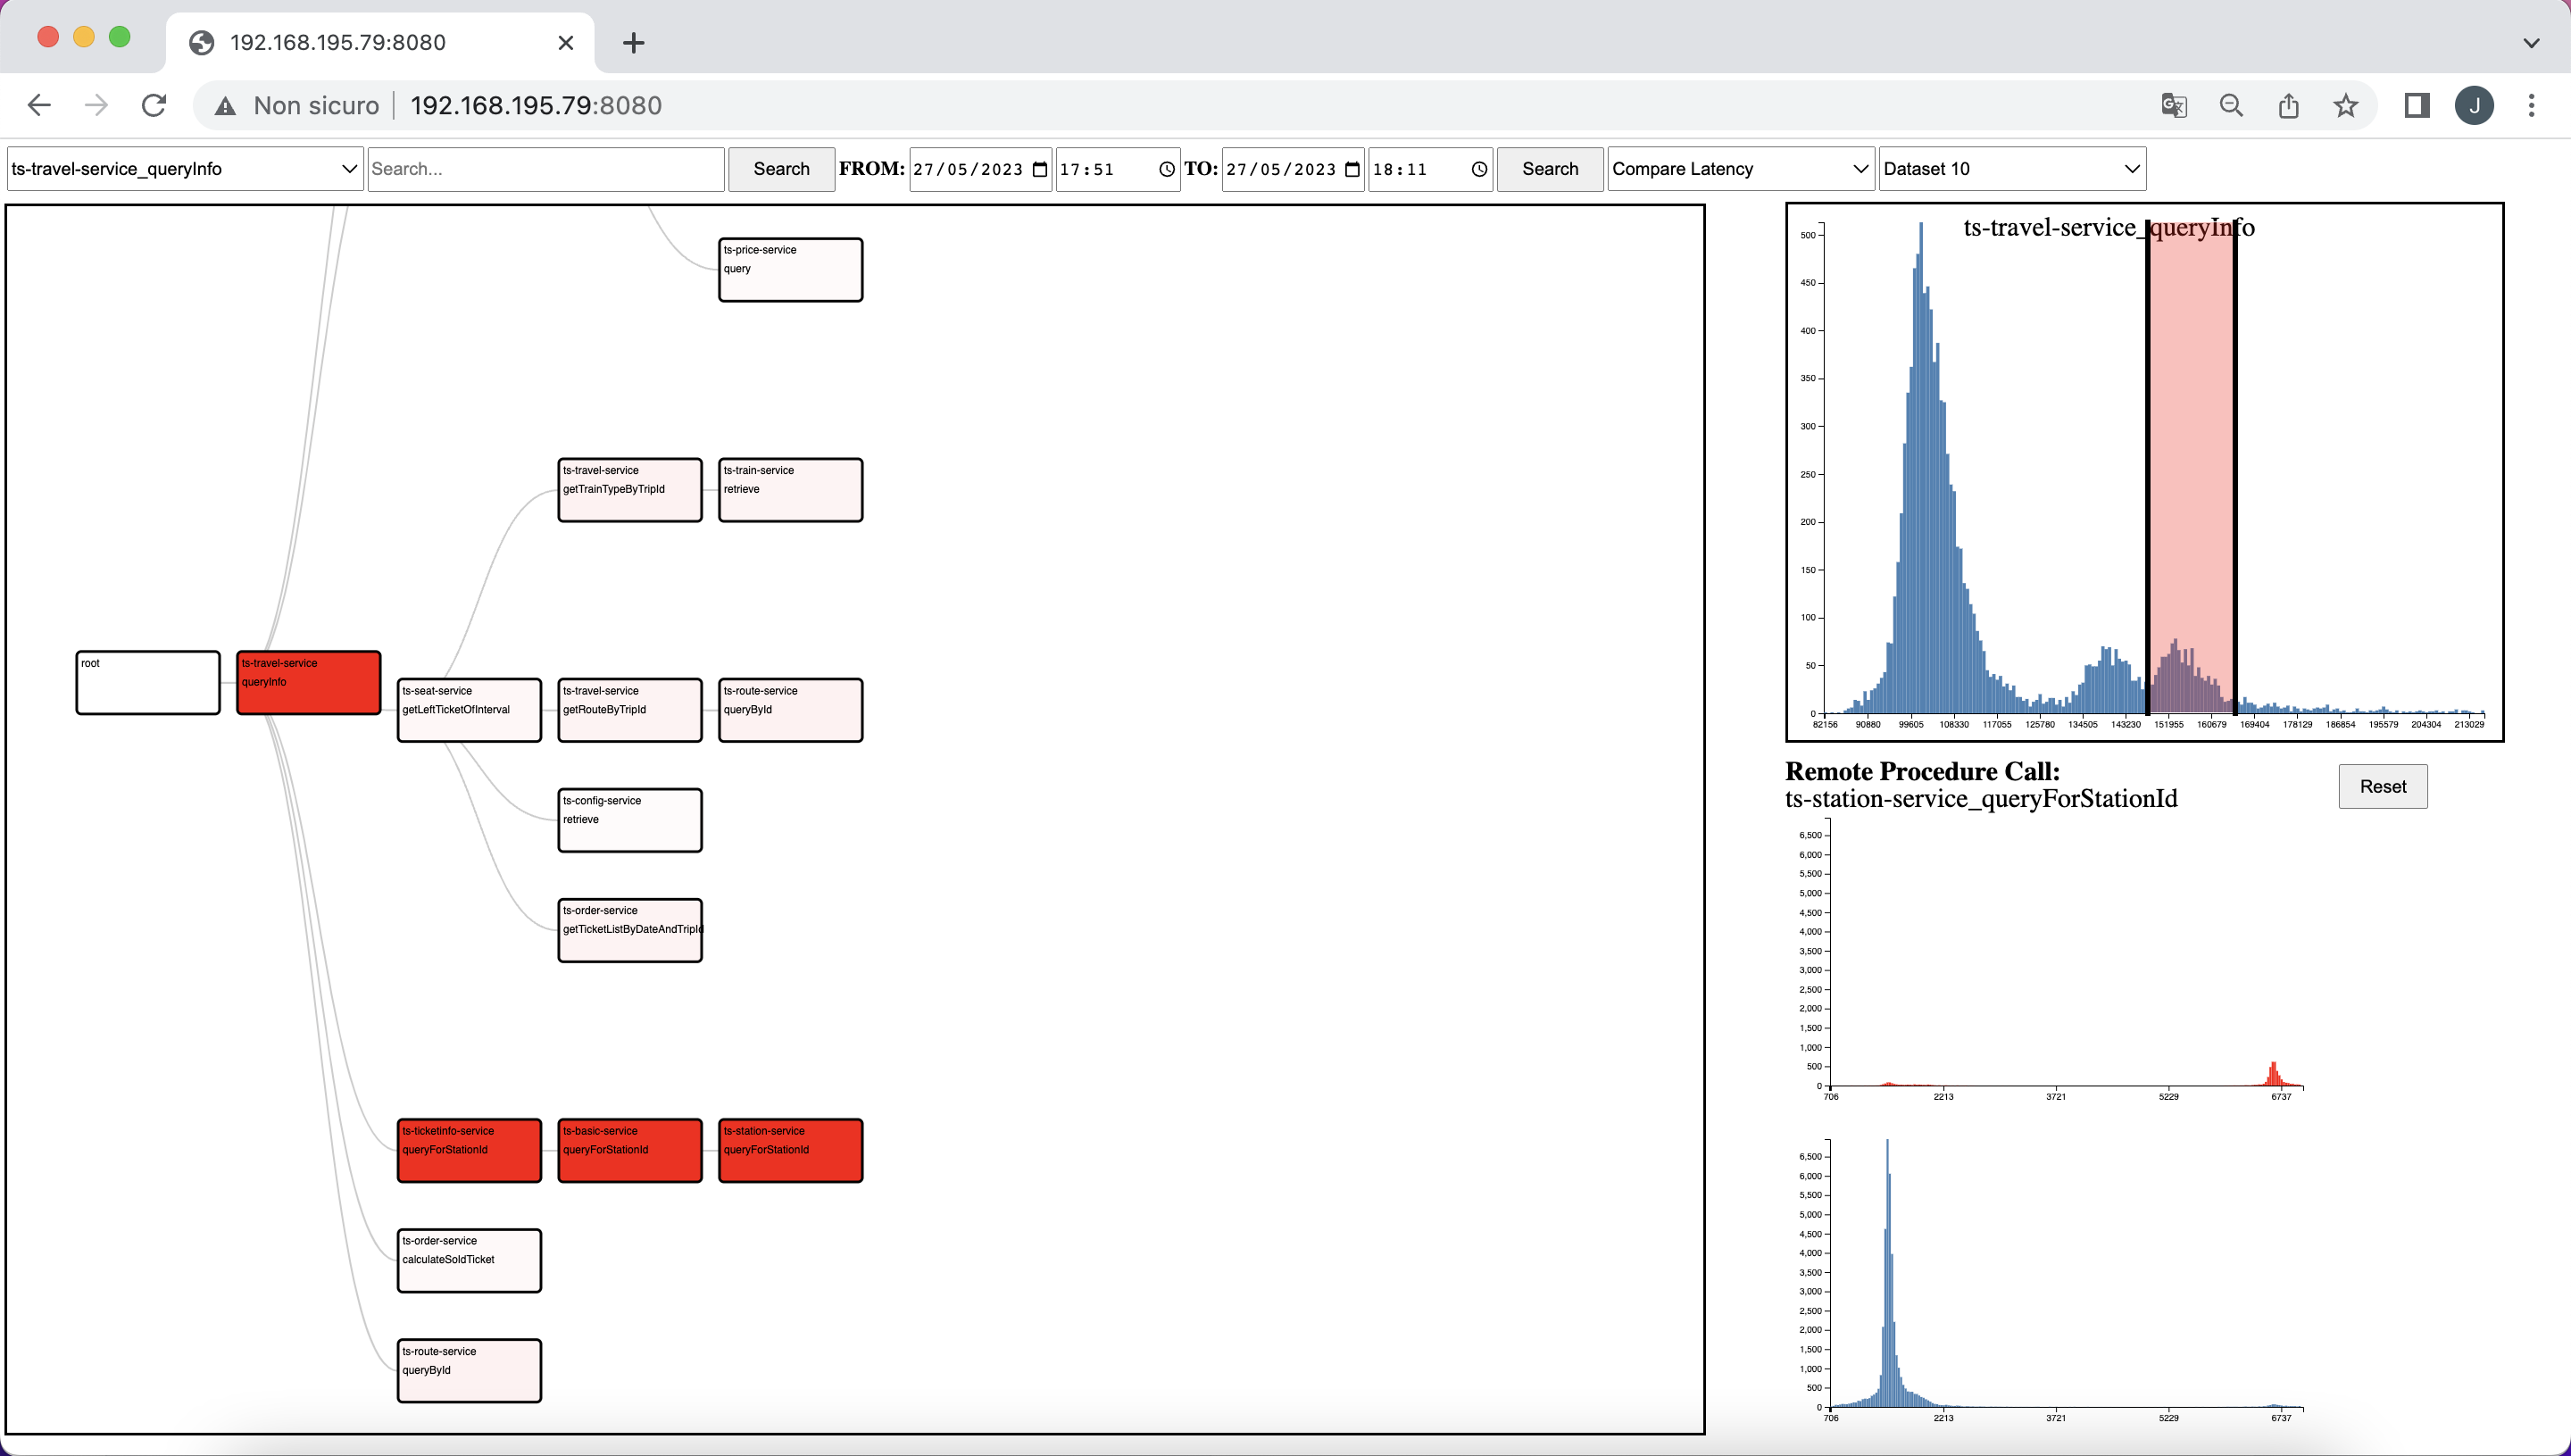 192.168.195.79:8080
Non sicuro 192.168.195.79:8080 J
ts-travel-service_queryInfo Search... Search FROM: 27/05/2023 17:51 TO: 27/05/2023 18:11 Search Compare Latency Dataset 10
ts-price-service
query
ts-travel-service
getTrainTypeByTripId
ts-train-service
retrieve
root
ts-travel-service
queryInfo
ts-seat-service
getLeftTicketOfInterval
ts-travel-service
getRouteByTripId
ts-route-service
queryById
ts-config-service
retrieve
ts-order-service
getTicketListByDateAndTripId
ts-ticketinfo-service
queryForStationId
ts-basic-service
queryForStationId
ts-station-service
queryForStationId
ts-order-service
calculateSoldTicket
ts-route-service
queryById
ts-travel-service_queryInfo
500
450
400
350
300
250
200
150
100
50
0
82156 90880 99605 108330 117055 125780 134505 143230 151955 160679 169404 178129 186854 195579 204304 213029
Remote Procedure Call:
ts-station-service_queryForStationId
Reset
6,500
6,000
5,500
5,000
4,500
4,000
3,500
3,000
2,500
2,000
1,500
1,000
500
0
706 2213 3721 5229 6737
6,500
6,000
5,500
5,000
4,500
4,000
3,500
3,000
2,500
2,000
1,500
1,000
500
0
706 2213 3721 5229 6737